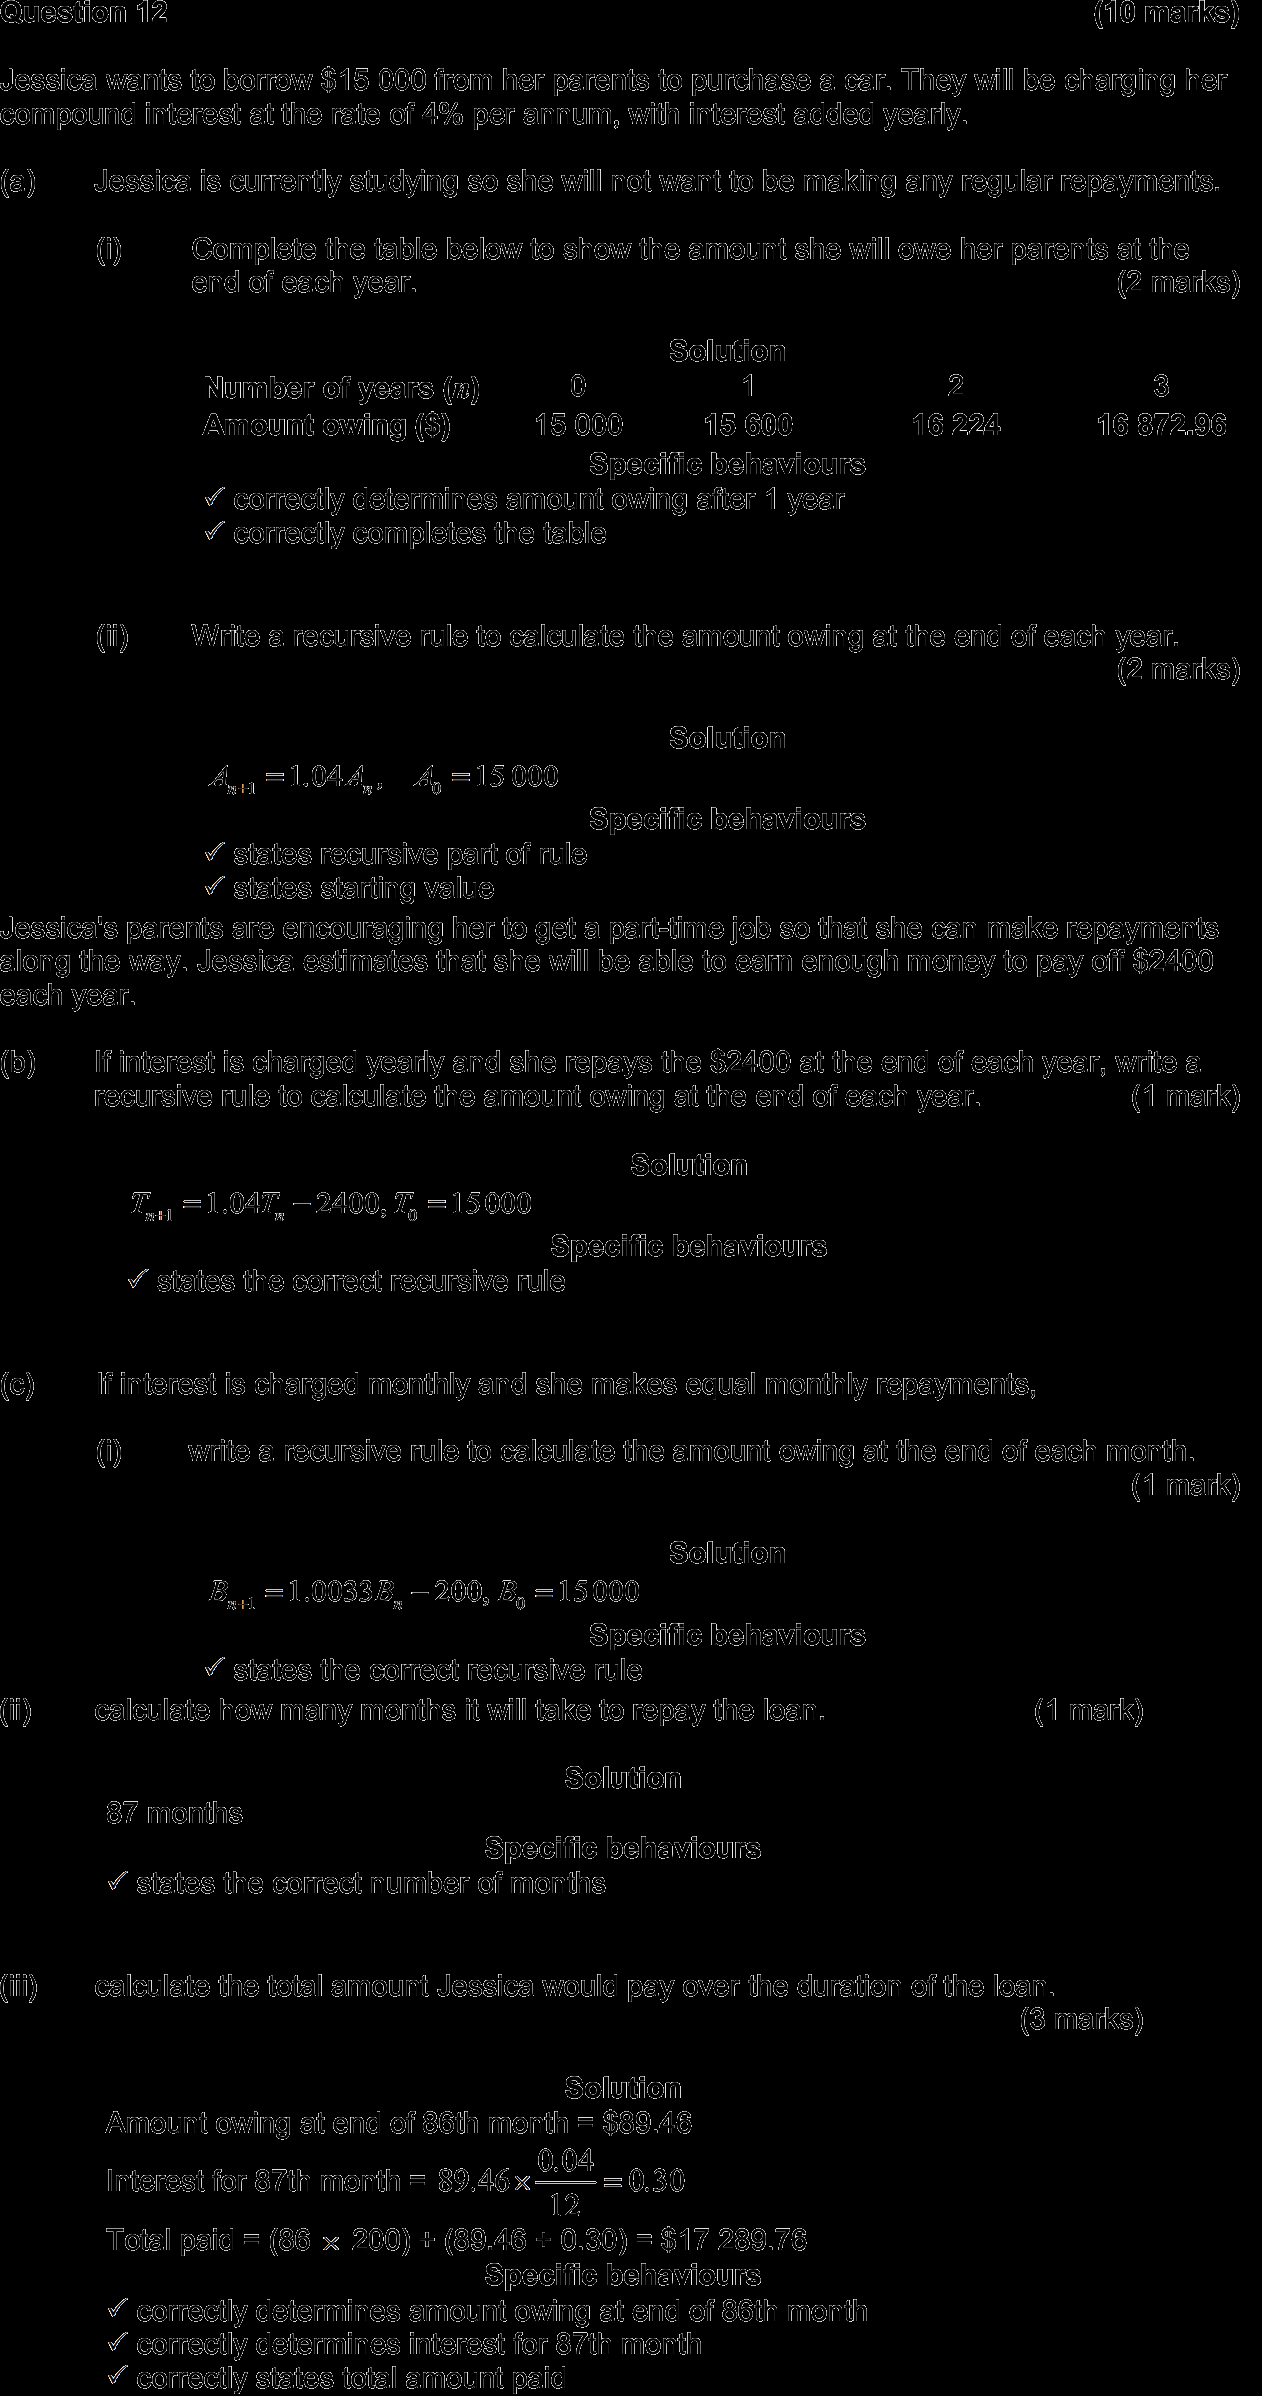 Question 12 (10 marks)
Jessica wants to borrow $15 000 from her parents to purchase a car. They will be charging her
compound interest at the rate of 4% per annum, with interest added yearly.
(a) Jessica is currently studying so she will not want to be making any regular repayments.
(i) Complete the table below to show the amount she will owe her parents at the
end of each year. (2 marks)
Solution
Number of years (n) 0 1 2 3
Amount owing ($) 15 000 15 600 16 224 16 872.96
Specific behaviours
✓ correctly determines amount owing after 1 year
✓ correctly completes the table
(ii) Write a recursive rule to calculate the amount owing at the end of each year.
(2 marks)
Solution
Aₙ₊₁ = 1.04Aₙ, A₀ = 15 000
Specific behaviours
✓ states recursive part of rule
✓ states starting value
Jessica's parents are encouraging her to get a part-time job so that she can make repayments
along the way. Jessica estimates that she will be able to earn enough money to pay off $2400
each year.
(b) If interest is charged yearly and she repays the $2400 at the end of each year, write a
recursive rule to calculate the amount owing at the end of each year. (1 mark)
Solution
Tₙ₊₁ = 1.04Tₙ − 2400, T₀ = 15 000
Specific behaviours
✓ states the correct recursive rule
(c) If interest is charged monthly and she makes equal monthly repayments,
(i) write a recursive rule to calculate the amount owing at the end of each month.
(1 mark)
Solution
Bₙ₊₁ = 1.0033Bₙ − 200, B₀ = 15 000
Specific behaviours
✓ states the correct recursive rule
(ii) calculate how many months it will take to repay the loan. (1 mark)
Solution
87 months
Specific behaviours
✓ states the correct number of months
(iii) calculate the total amount Jessica would pay over the duration of the loan.
(3 marks)
Solution
Amount owing at end of 86th month = $89.46
Interest for 87th month = 89.46 × 0.04/12 = 0.30
Total paid = (86 × 200) + (89.46 + 0.30) = $17 289.76
Specific behaviours
✓ correctly determines amount owing at end of 86th month
✓ correctly determines interest for 87th month
✓ correctly states total amount paid